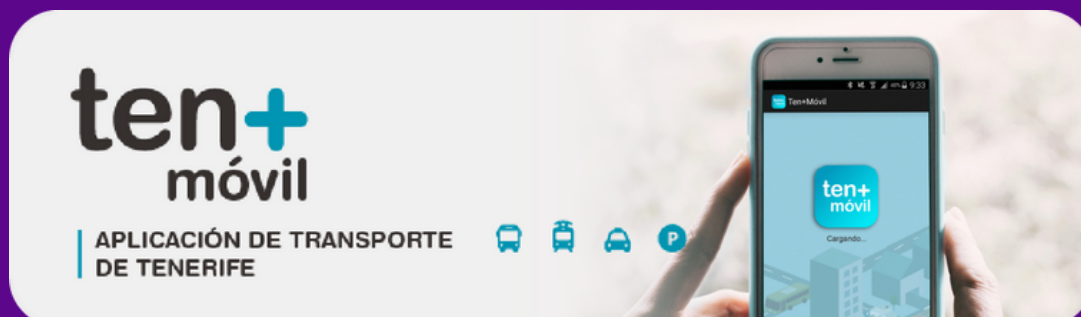 ten+
móvil
APLICACIÓN DE TRANSPORTE
DE TENERIFE
P
9:33
Ten+Móvil
ten+
móvil
Cargando...